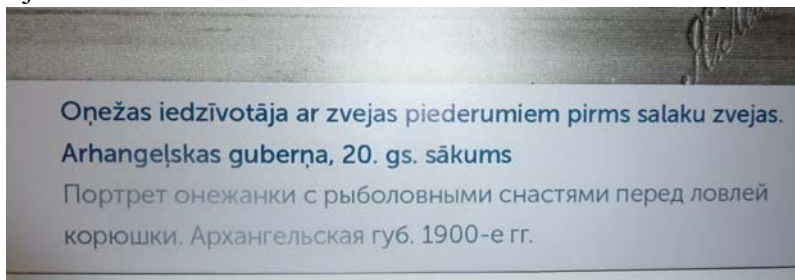 Oņežas iedzīvotāja ar zvejas piederumiem pirms salaku zvejas.
Arhangeļskas guberņa, 20. gs. sākums
Портрет онежанки с рыболовными снастями перед ловлей
корюшки. Архангельская губ. 1900-е гг.